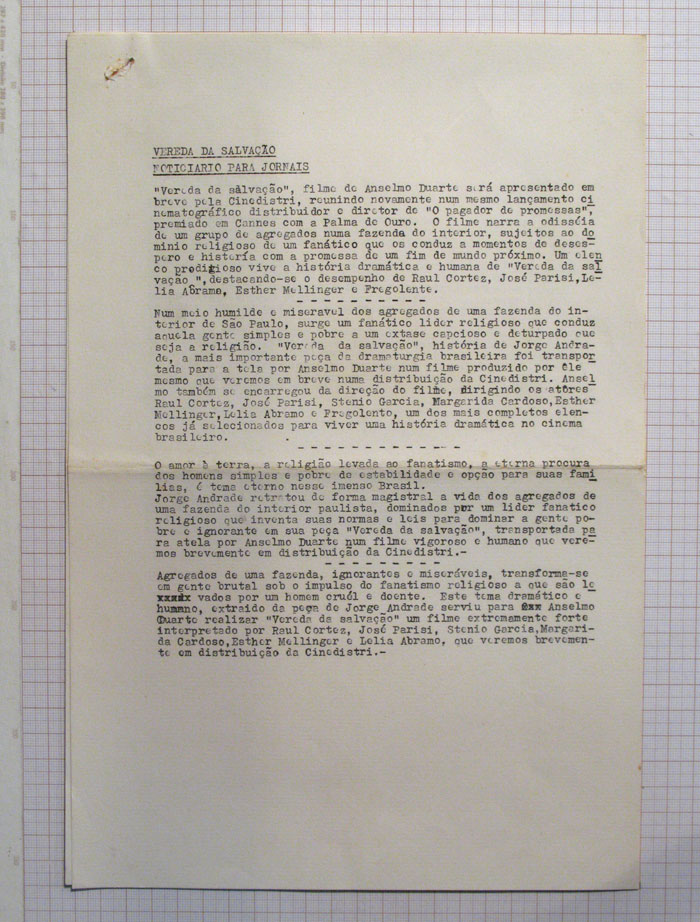 VEREDA DA SALVAÇÃO
NOTICIARIO PARA JORNAIS
"Vereda da sàlvação", filme de Anselmo Duarte será apresentado em
breve pela Cinedistri, reunindo novamente num mesmo lançamento ci
nematográfico distribuidor e diretor de "O pagador de promessas",
premiado em Cannes com a Palma de Ouro. O filme narra a odisséia
de um grupo de agregados numa fazenda do interior, sujeitos ao do
minio religioso de um fanático que os conduz a momentos de deses-
pero e histeria com a promessa de um fim de mundo próximo. Um elen
co prodigioso vive a história dramática e humana de "Vereda da sal
vação ",destacando-se o desempenho de Raul Cortez, José Parisi,Le-
lia Abramo, Esther Mellinger e Fregolente.
- - - - - - - - - -
Num meio humilde e miseravel dos agregados de uma fazenda do in-
terior de São Paulo, surge um fanático lider religioso que conduz
aquela gente simples e pobre a um extase capcioso e deturpado que
seja a religião. "Vereda da salvação", história de Jorge Andra-
de, a mais importante peça da dramaturgia brasileira foi transpor
tada para a tela por Anselmo Duarte num filme produzido por êle
mesmo que veremos em breve numa distribuição da Cinedistri. Ansel
mo também se encarregou da direção do filme, dirigindo os atôres
Raul Cortez, José Parisi, Stenio Garcia, Margarida Cardoso,Esther
Mellinger,Lelia Abramo e Fregolento, um dos mais completos elen-
cos já selecionados para viver uma história dramática no cinema
brasileiro.
- - - - - - - - - - - - -
O amor à terra, a religião levada ao fanatismo, a eterna procura
dos homens simples e pobre de estabilidade e opção para suas fami
lias, é tema eterno nesse imenso Brasil.
Jorge Andrade retratou de forma magistral a vida dos agregados de
uma fazenda do interior paulista, dominados por um lider fanatico
religioso que inventa suas normas e leis para dominar a gente po-
bre e ignorante em sua peça "Vereda da salvação", transportada pa
ra atela por Anselmo Duarte num filme vigoroso e humano que vere-
mos brevemente em distribuição da Cinedistri.-
- - - - - - - - - -
Agregados de uma fazenda, ignorantes e miseráveis, transforma-se
em gente brutal sob o impulso do fanatismo religioso a que são le
xxxxx vados por um homem cruél e doente. Este tema dramático e
humano, extraido da peça de Jorge Andrade serviu para Anselmo
Duarte realizar "Vereda da salvação" um filme extremamente forte
interpretado por Raul Cortez, José Parisi, Stenio Garcia,Margari-
da Cardoso,Esther Mellinger e Lelia Abramo, que veremos brevemen-
te em distribuição da Cinedistri.-